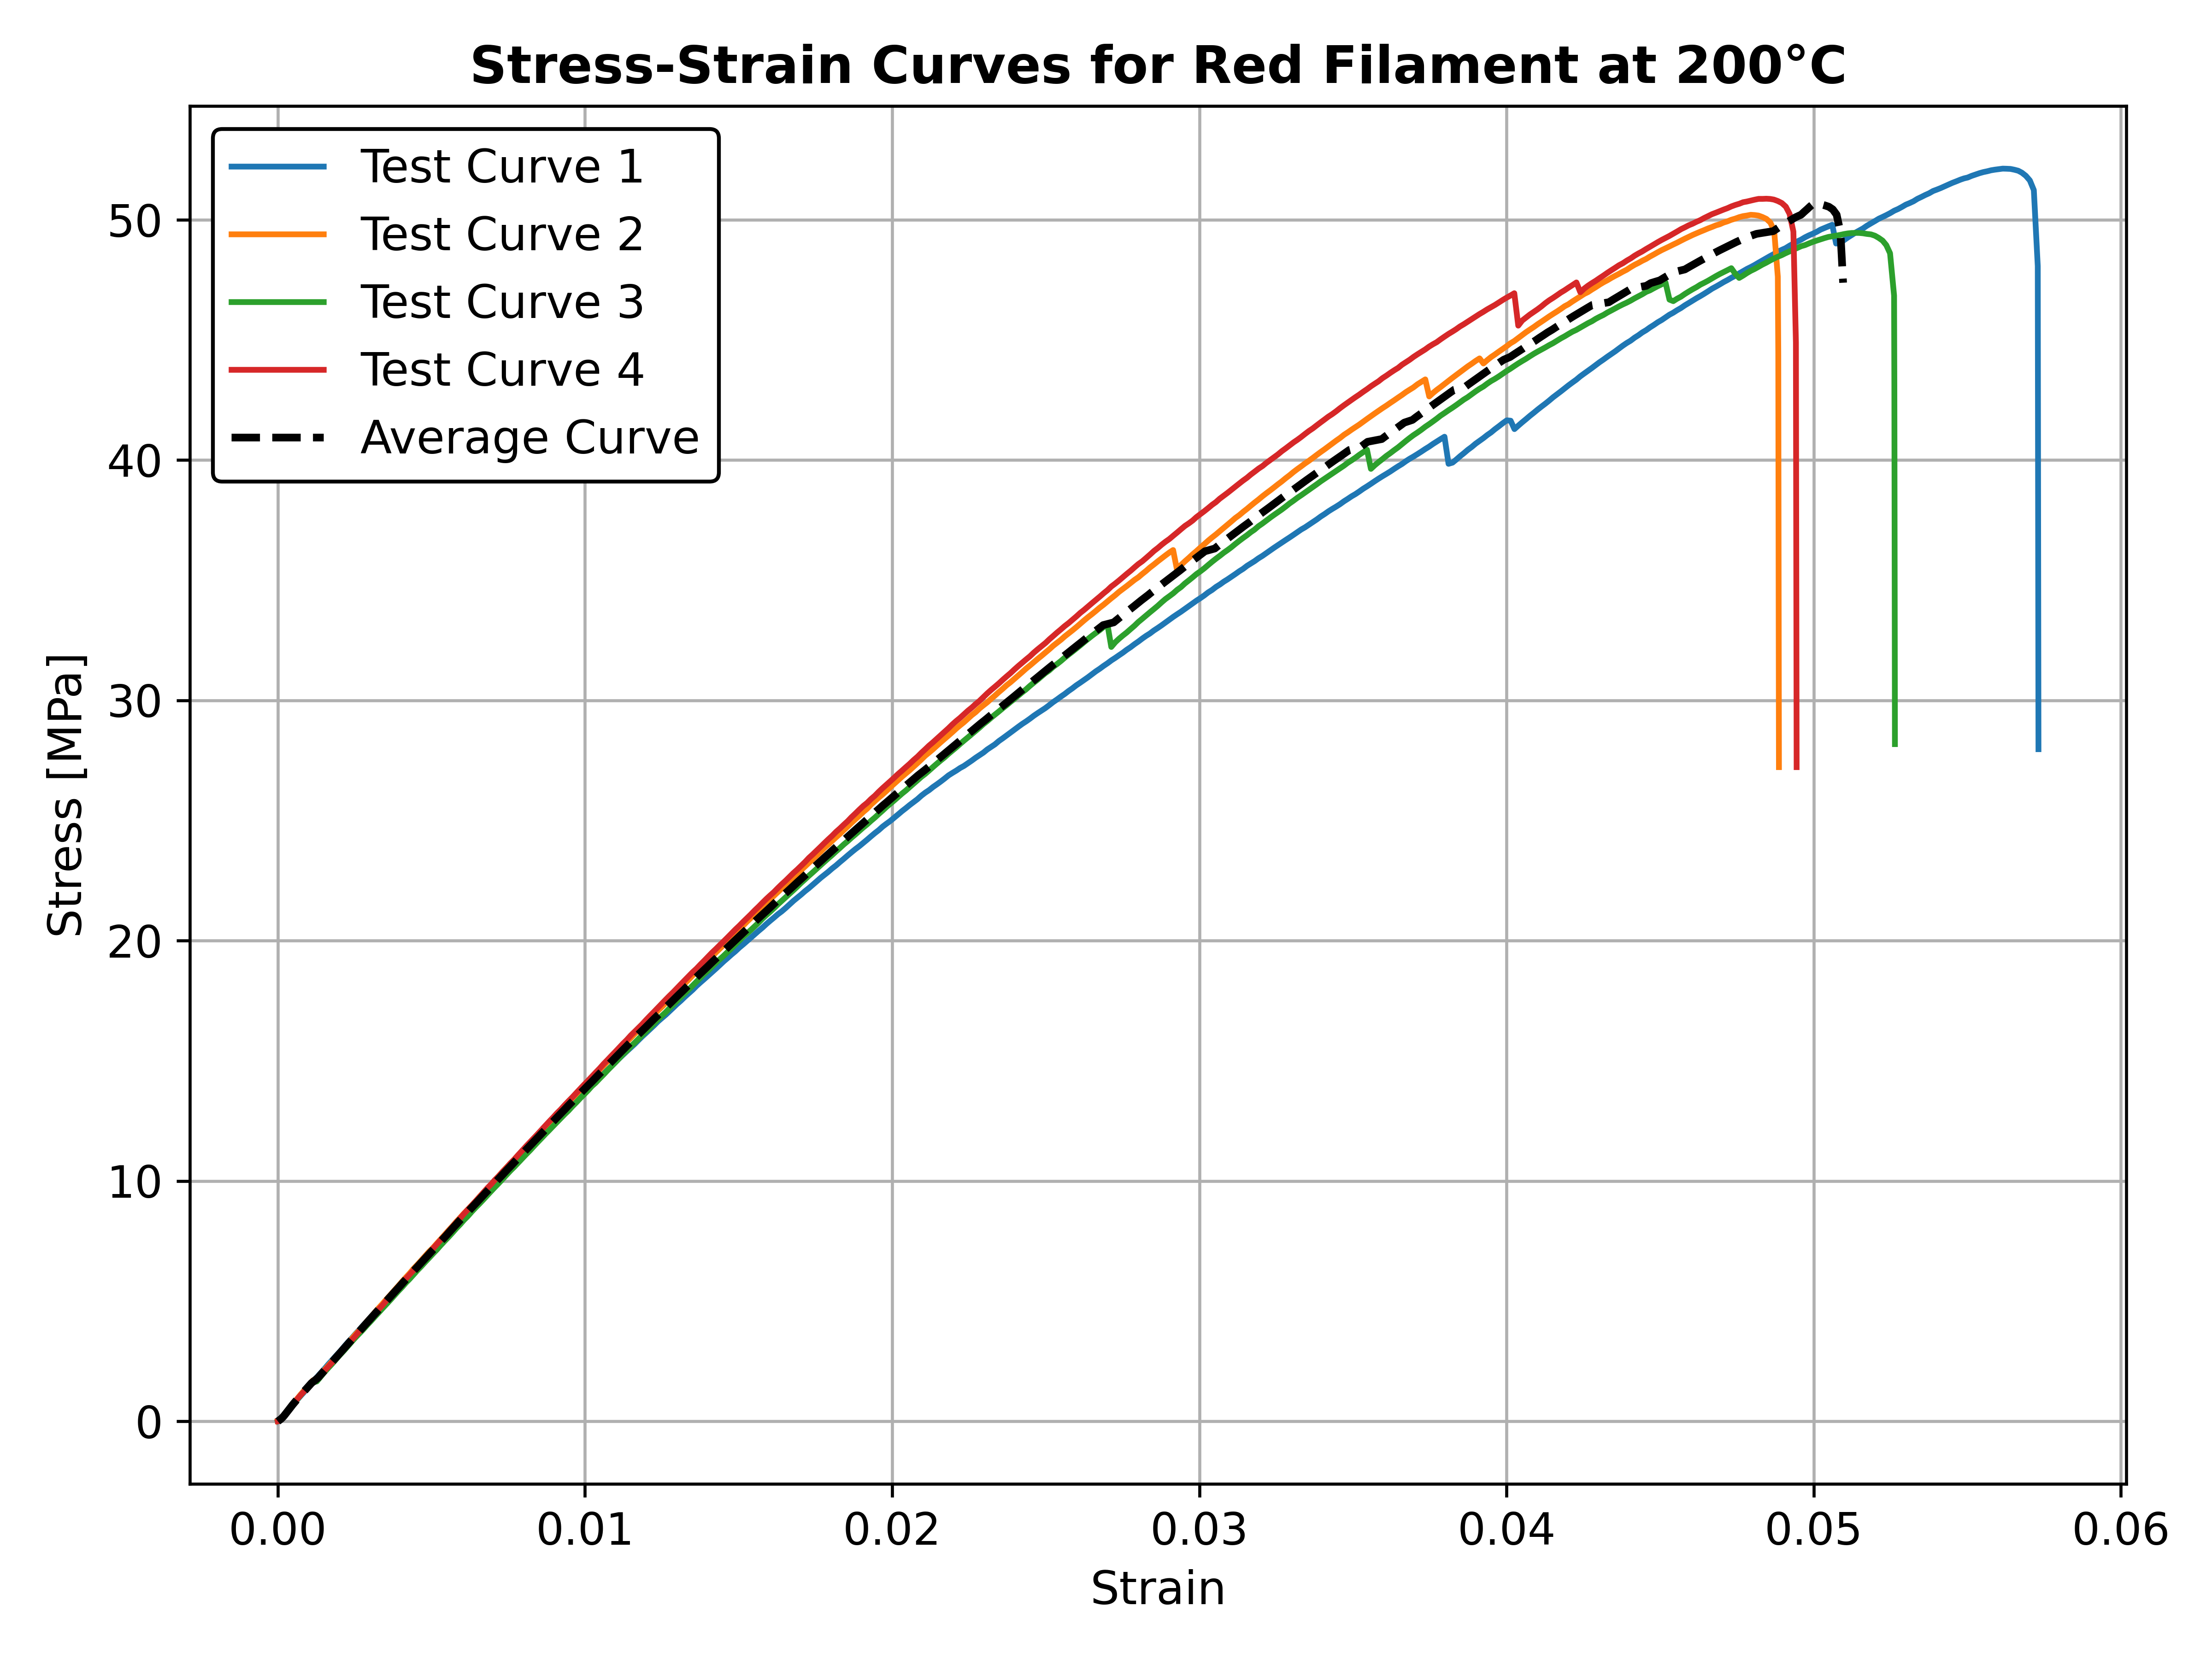 Stress-Strain Curves for Red Filament at 200°C
Test Curve 1
Test Curve 2
Test Curve 3
Test Curve 4
Average Curve
50
40
30
20
10
0
Stress [MPa]
0.00 0.01 0.02 0.03 0.04 0.05 0.06
Strain